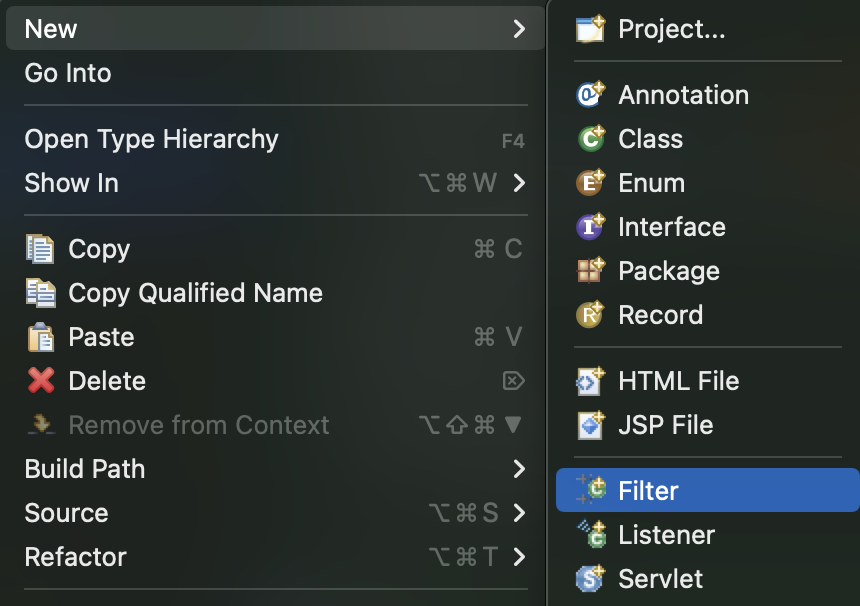 New
Go Into
Open Type Hierarchy F4
Show In ⌥⌘W
Copy ⌘C
Copy Qualified Name
Paste ⌘V
Delete ⌦
Remove from Context ⌥⇧⌘▼
Build Path
Source ⌥⌘S
Refactor ⌥⌘T
Project...
Annotation
Class
Enum
Interface
Package
Record
HTML File
JSP File
Filter
Listener
Servlet